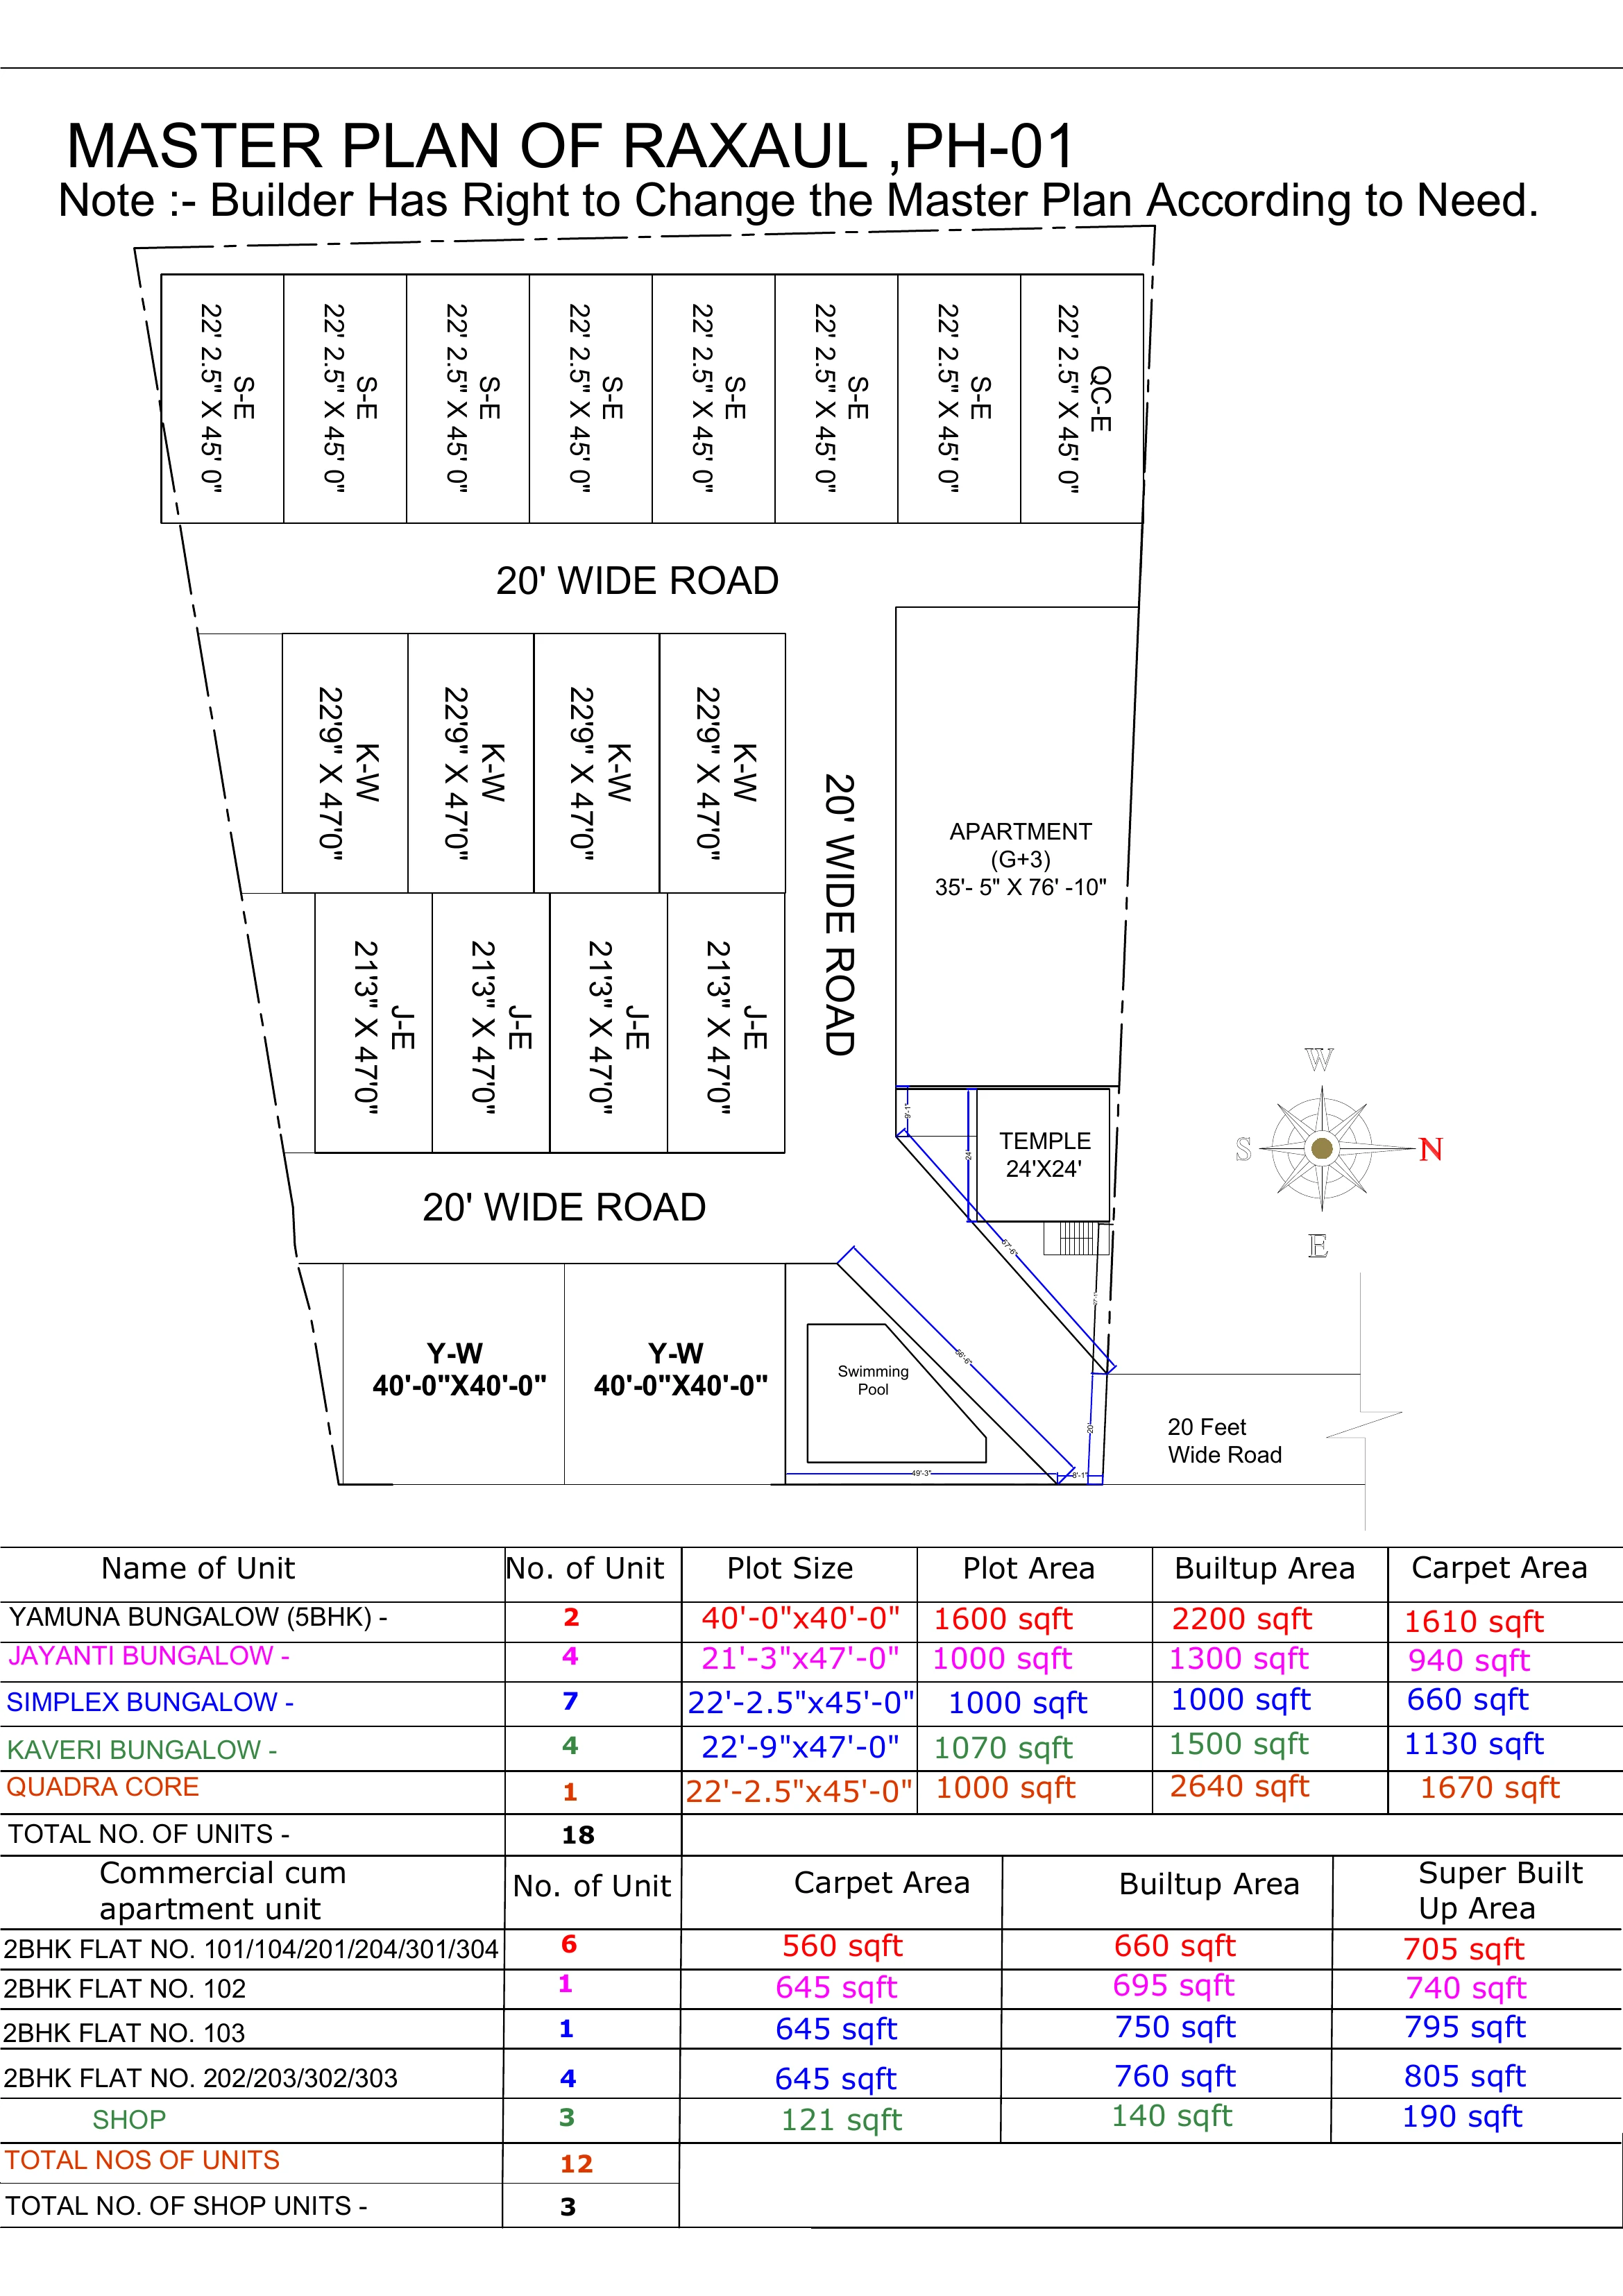 MASTER PLAN OF RAXAUL ,PH-01
Note :- Builder Has Right to Change the Master Plan According to Need.
S-E
22' 2.5" X 45' 0"
S-E
22' 2.5" X 45' 0"
S-E
22' 2.5" X 45' 0"
S-E
22' 2.5" X 45' 0"
S-E
22' 2.5" X 45' 0"
S-E
22' 2.5" X 45' 0"
S-E
22' 2.5" X 45' 0"
QC-E
22' 2.5" X 45' 0"
20' WIDE ROAD
K-W
22'9" X 47'0"
K-W
22'9" X 47'0"
K-W
22'9" X 47'0"
K-W
22'9" X 47'0"
20' WIDE ROAD
APARTMENT
(G+3)
35'- 5" X 76' -10"
J-E
21'3" X 47'0"
J-E
21'3" X 47'0"
J-E
21'3" X 47'0"
J-E
21'3" X 47'0"
9'-1"
24'
TEMPLE
24'X24'
W
S
N
E
20' WIDE ROAD
57'-6"
Y-W
40'-0"X40'-0"
Y-W
40'-0"X40'-0"
Swimming
Pool
56'-6"
20'
49'-3"
8'-1"
20 Feet
Wide Road
Name of Unit No. of Unit Plot Size Plot Area Builtup Area Carpet Area
YAMUNA BUNGALOW (5BHK) - 2 40'-0"x40'-0" 1600 sqft 2200 sqft 1610 sqft
JAYANTI BUNGALOW - 4 21'-3"x47'-0" 1000 sqft 1300 sqft 940 sqft
SIMPLEX BUNGALOW - 7 22'-2.5"x45'-0" 1000 sqft 1000 sqft 660 sqft
KAVERI BUNGALOW - 4 22'-9"x47'-0" 1070 sqft 1500 sqft 1130 sqft
QUADRA CORE 1 22'-2.5"x45'-0" 1000 sqft 2640 sqft 1670 sqft
TOTAL NO. OF UNITS - 18
Commercial cum
apartment unit
No. of Unit Carpet Area Builtup Area
Super Built
Up Area
2BHK FLAT NO. 101/104/201/204/301/304 6 560 sqft 660 sqft 705 sqft
2BHK FLAT NO. 102 1 645 sqft 695 sqft 740 sqft
2BHK FLAT NO. 103 1 645 sqft 750 sqft 795 sqft
2BHK FLAT NO. 202/203/302/303 4 645 sqft 760 sqft 805 sqft
SHOP 3 121 sqft 140 sqft 190 sqft
TOTAL NOS OF UNITS 12
TOTAL NO. OF SHOP UNITS - 3